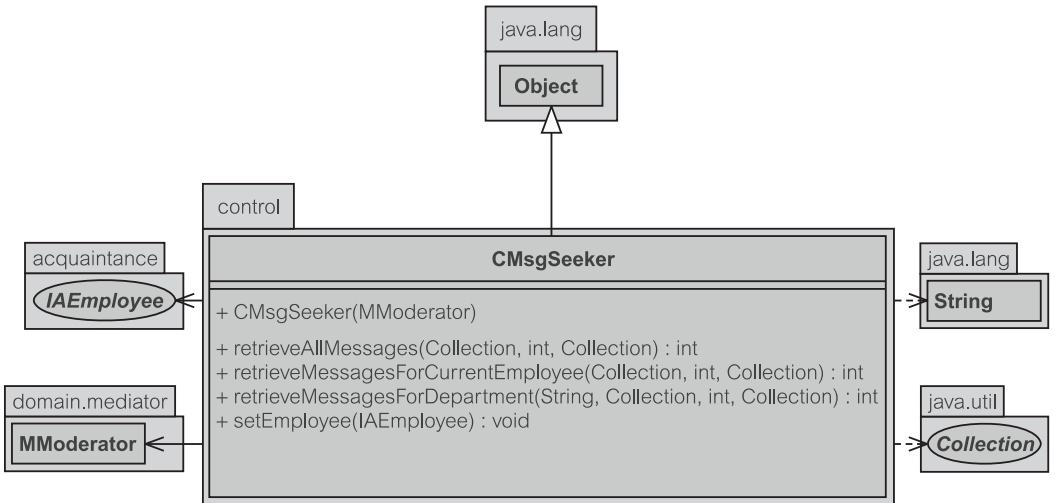 java.lang
Object
control
CMsgSeeker
+ CMsgSeeker(MModerator)
+ retrieveAllMessages(Collection, int, Collection) : int
+ retrieveMessagesForCurrentEmployee(Collection, int, Collection) : int
+ retrieveMessagesForDepartment(String, Collection, int, Collection) : int
+ setEmployee(IAEmployee) : void
acquaintance
IAEmployee
domain.mediator
MModerator
java.lang
String
java.util
Collection